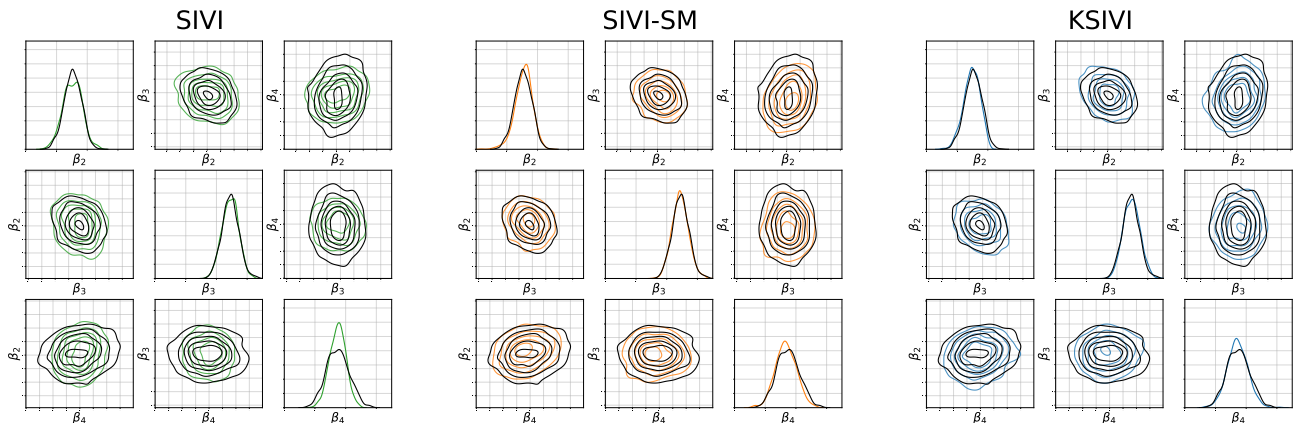 SIVI SIVI-SM KSIVI
β₃ β₄ β₃ β₄ β₃ β₄
β₂ β₂ β₂ β₂ β₂ β₂ β₂ β₂ β₂
β₂ β₄ β₂ β₄ β₂ β₄
β₃ β₃ β₃ β₃ β₃ β₃ β₃ β₃ β₃
β₂ β₃ β₂ β₃ β₂ β₃
β₄ β₄ β₄ β₄ β₄ β₄ β₄ β₄ β₄